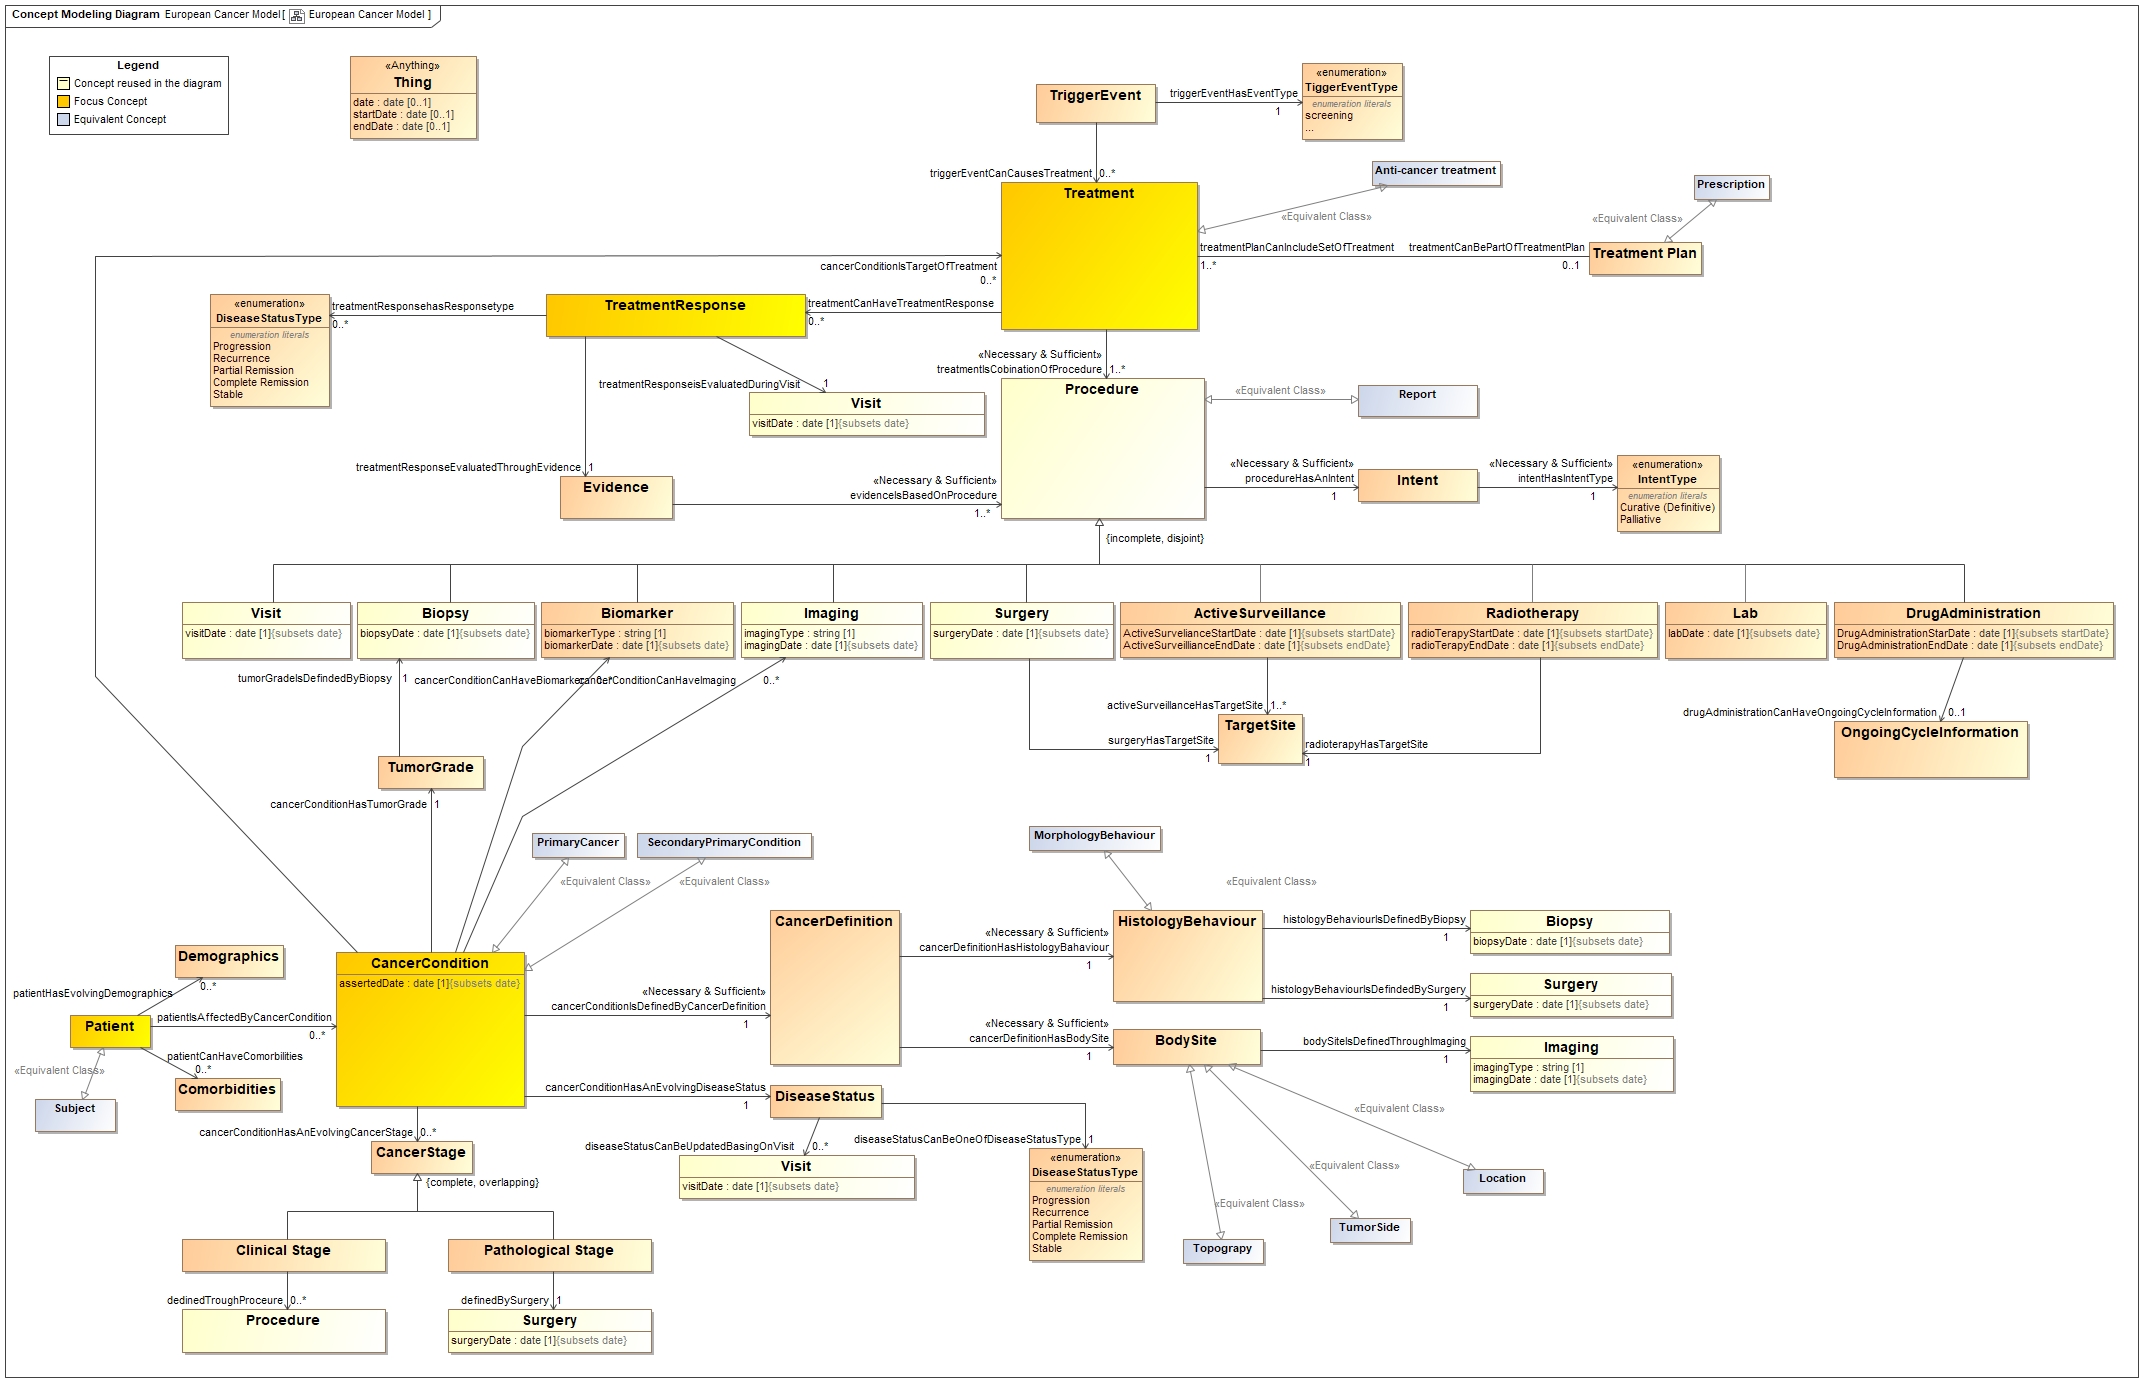 Concept Modeling Diagram European Cancer Model[ European Cancer Model ]
Legend
Concept reused in the diagram
Focus Concept
Equivalent Concept
«Anything»
Thing
date : date [0..1]
startDate : date [0..1]
endDate : date [0..1]
TriggerEvent
triggerEventHasEventType
1
«enumeration»
TiggerEventType
enumeration literals
screening
...
triggerEventCanCausesTreatment
0..*
Treatment
Anti-cancer treatment
«Equivalent Class»
Prescription
«Equivalent Class»
treatmentPlanCanIncludeSetOfTreatment
1..*
treatmentCanBePartOfTreatmentPlan
0..1
Treatment Plan
cancerConditionIsTargetOfTreatment
0..*
«enumeration»
DiseaseStatusType
enumeration literals
Progression
Recurrence
Partial Remission
Complete Remission
Stable
treatmentResponsehasResponsetype
0..*
TreatmentResponse
treatmentCanHaveTreatmentResponse
0..*
«Necessary & Sufficient»
treatmentIsCobinationOfProcedure
1..*
treatmentResponseisEvaluatedDuringVisit
1
Visit
visitDate : date [1]{subsets date}
Procedure
«Equivalent Class»
Report
treatmentResponseEvaluatedThroughEvidence
1
Evidence
«Necessary & Sufficient»
evidenceIsBasedOnProcedure
1..*
«Necessary & Sufficient»
procedureHasAnIntent
1
Intent
«Necessary & Sufficient»
intentHasIntentType
1
«enumeration»
IntentType
enumeration literals
Curative (Definitive)
Palliative
{incomplete, disjoint}
Visit
visitDate : date [1]{subsets date}
Biopsy
biopsyDate : date [1]{subsets date}
Biomarker
biomarkerType : string [1]
biomarkerDate : date [1]{subsets date}
Imaging
imagingType : string [1]
imagingDate : date [1]{subsets date}
Surgery
surgeryDate : date [1]{subsets date}
ActiveSurveillance
ActiveSurvelianceStartDate : date [1]{subsets startDate}
ActiveSurveillianceEndDate : date [1]{subsets endDate}
Radiotherapy
radioTerapyStartDate : date [1]{subsets startDate}
radioTerapyEndDate : date [1]{subsets endDate}
Lab
labDate : date [1]{subsets date}
DrugAdministration
DrugAdministrationStarDate : date [1]{subsets startDate}
DrugAdministrationEndDate : date [1]{subsets endDate}
tumorGradeIsDefindedByBiopsy
1
cancerConditionCanHaveBiomarker
0..*
cancerConditionCanHaveImaging
0..*
activeSurveillanceHasTargetSite
1..*
surgeryHasTargetSite
1
TargetSite
radioterapyHasTargetSite
1
drugAdministrationCanHaveOngoingCycleInformation
0..1
OngoingCycleInformation
TumorGrade
cancerConditionHasTumorGrade
1
PrimaryCancer
SecondaryPrimaryCondition
«Equivalent Class»
«Equivalent Class»
MorphologyBehaviour
«Equivalent Class»
CancerDefinition
«Necessary & Sufficient»
cancerDefinitionHasHistologyBahaviour
1
HistologyBehaviour
histologyBehaviourIsDefinedByBiopsy
1
Biopsy
biopsyDate : date [1]{subsets date}
histologyBehaviourIsDefindedBySurgery
1
Surgery
surgeryDate : date [1]{subsets date}
Demographics
patientHasEvolvingDemographics
0..*
Patient
patientIsAffectedByCancerCondition
0..*
patientCanHaveComorbilities
0..*
Comorbidities
«Equivalent Class»
Subject
CancerCondition
assertedDate : date [1]{subsets date}
«Necessary & Sufficient»
cancerConditionIsDefinedByCancerDefinition
1
«Necessary & Sufficient»
cancerDefinitionHasBodySite
1
BodySite
bodySiteIsDefinedThroughImaging
1
Imaging
imagingType : string [1]
imagingDate : date [1]{subsets date}
cancerConditionHasAnEvolvingDiseaseStatus
1
DiseaseStatus
diseaseStatusCanBeUpdatedBasingOnVisit
0..*
Visit
visitDate : date [1]{subsets date}
diseaseStatusCanBeOneOfDiseaseStatusType
1
«enumeration»
DiseaseStatusType
enumeration literals
Progression
Recurrence
Partial Remission
Complete Remission
Stable
«Equivalent Class»
«Equivalent Class»
«Equivalent Class»
Location
TumorSide
Topograpy
cancerConditionHasAnEvolvingCancerStage
0..*
CancerStage
{complete, overlapping}
Clinical Stage
Pathological Stage
dedinedTroughProceure
0..*
Procedure
definedBySurgery
1
Surgery
surgeryDate : date [1]{subsets date}